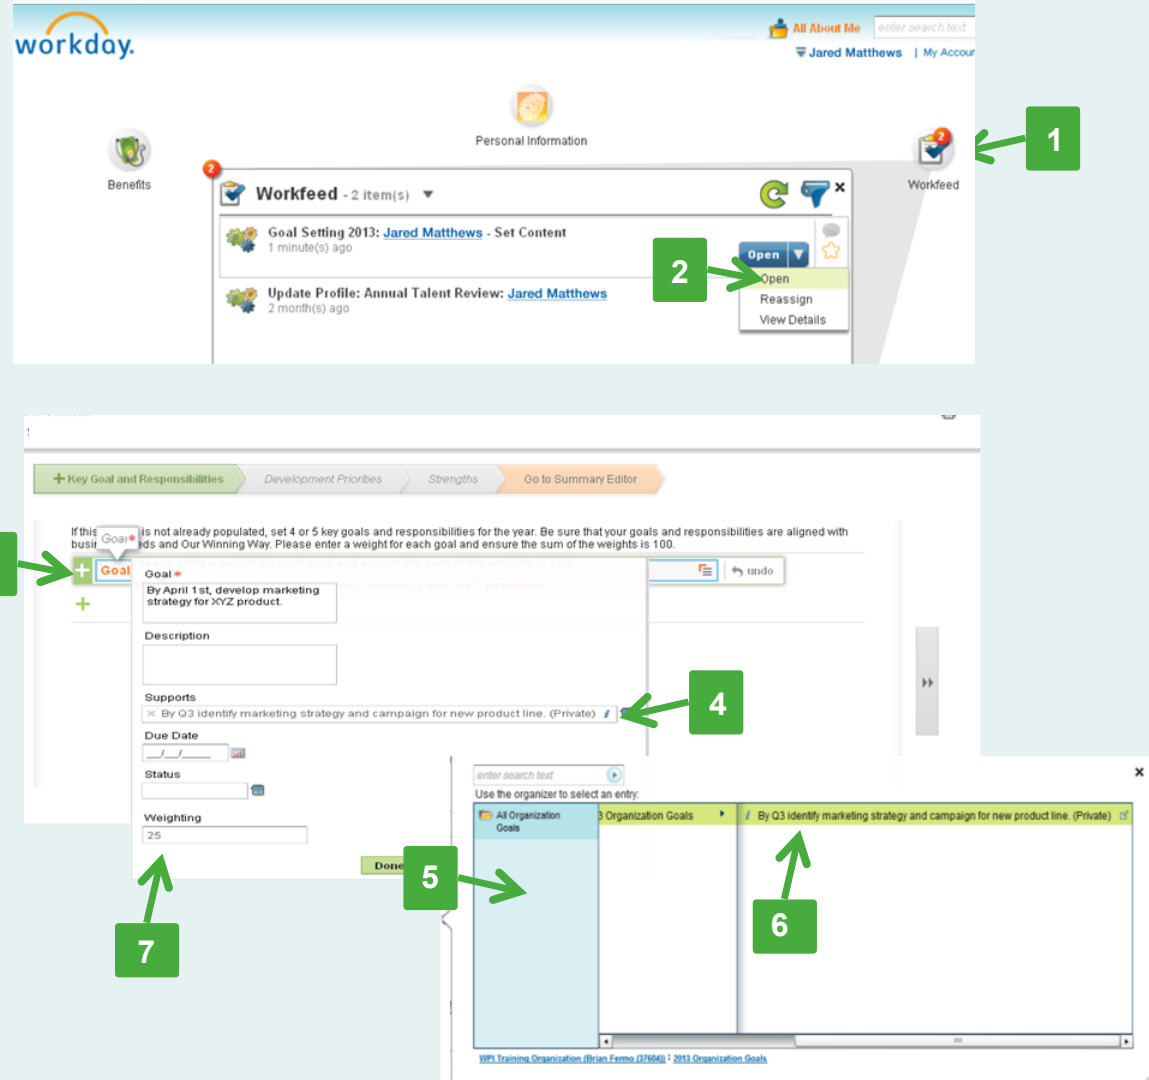 workday.
All About Me
enter search text
Jared Matthews | My Accour
Personal Information
Benefits
2
Workfeed
1
2
Workfeed - 2 item(s)
Goal Setting 2013: Jared Matthews - Set Content
1 minute(s) ago
Open
2
Open
Reassign
View Details
Update Profile: Annual Talent Review: Jared Matthews
2 month(s) ago
Key Goal and Responsibilities
Development Priorities
Strengths
Go to Summary Editor
If this is not already populated, set 4 or 5 key goals and responsibilities for the year. Be sure that your goals and responsibilities are aligned with
busin eds and Our Winning Way. Please enter a weight for each goal and ensure the sum of the weights is 100.
Goal*
Goal
undo
Goal *
By April 1st, develop marketing
strategy for XYZ product.
Description
Supports
× By Q3 identify marketing strategy and campaign for new product line. (Private) i
4
Due Date
__/__/____
Status
Weighting
25
Done
7
enter search text
Use the organizer to select an entry:
All Organization
Goals
3 Organization Goals
i By Q3 identify marketing strategy and campaign for new product line. (Private)
5
6
WPI Training Organization (Brian Fermo (37604)) : 2013 Organization Goals